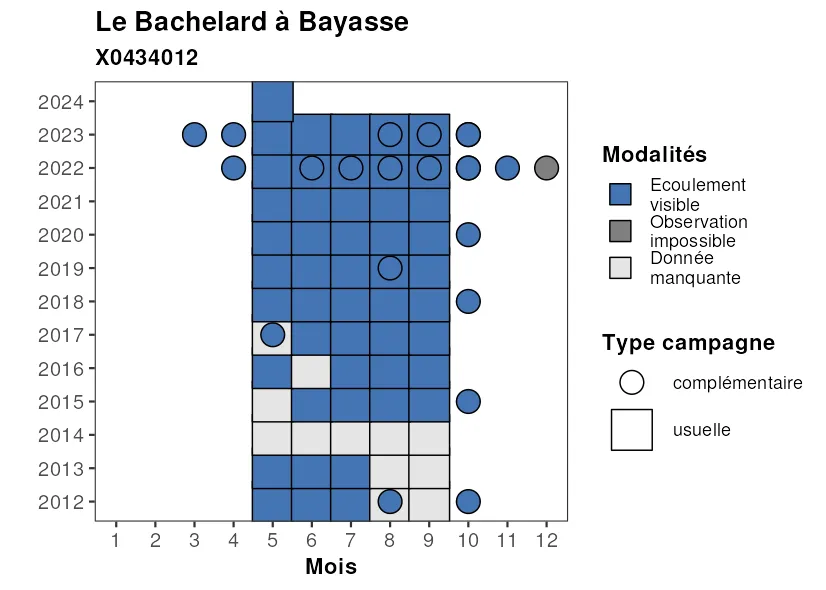 Le Bachelard à Bayasse
X0434012
2024
2023
2022
2021
2020
2019
2018
2017
2016
2015
2014
2013
2012
1 2 3 4 5 6 7 8 9 10 11 12
Mois
Modalités
Ecoulement
visible
Observation
impossible
Donnée
manquante
Type campagne
complémentaire
usuelle